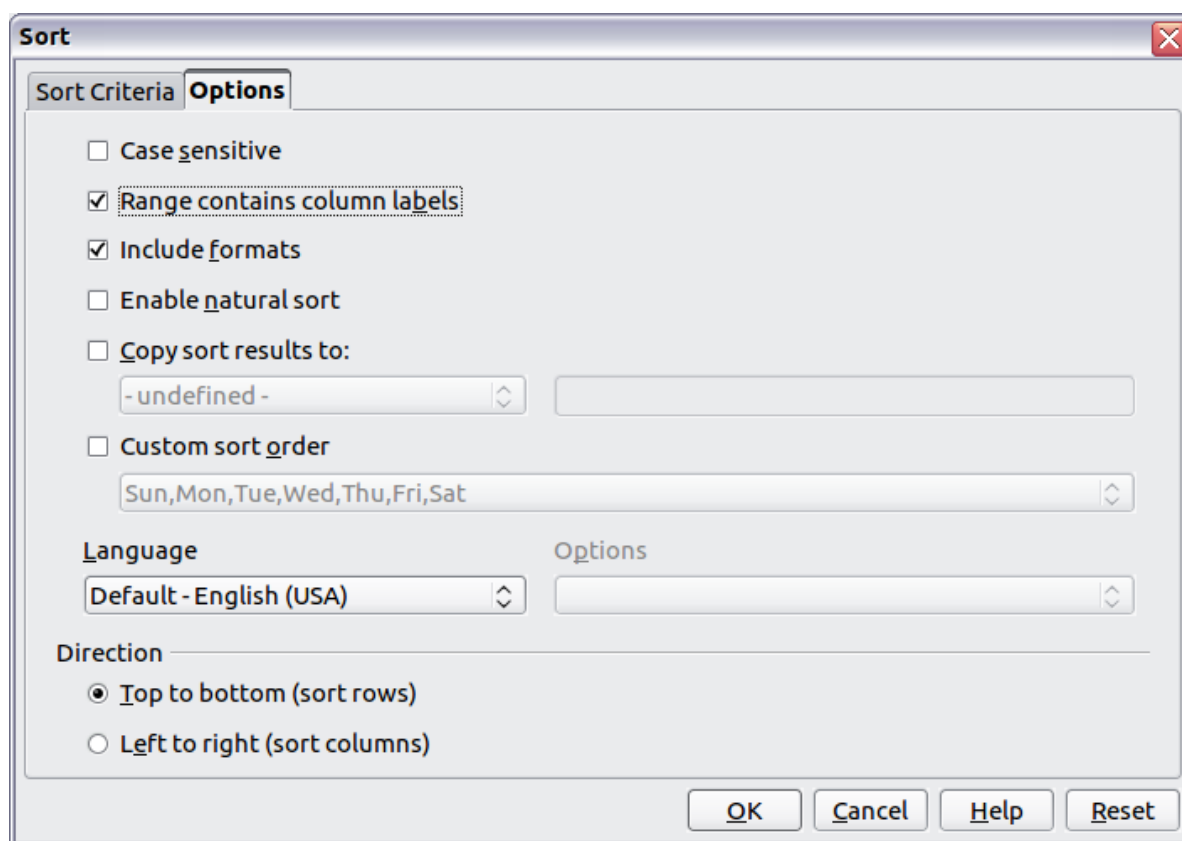 Sort
Sort Criteria Options
Case sensitive
Range contains column labels
Include formats
Enable natural sort
Copy sort results to:
- undefined -
Custom sort order
Sun,Mon,Tue,Wed,Thu,Fri,Sat
Language Options
Default - English (USA)
Direction
Top to bottom (sort rows)
Left to right (sort columns)
OK Cancel Help Reset